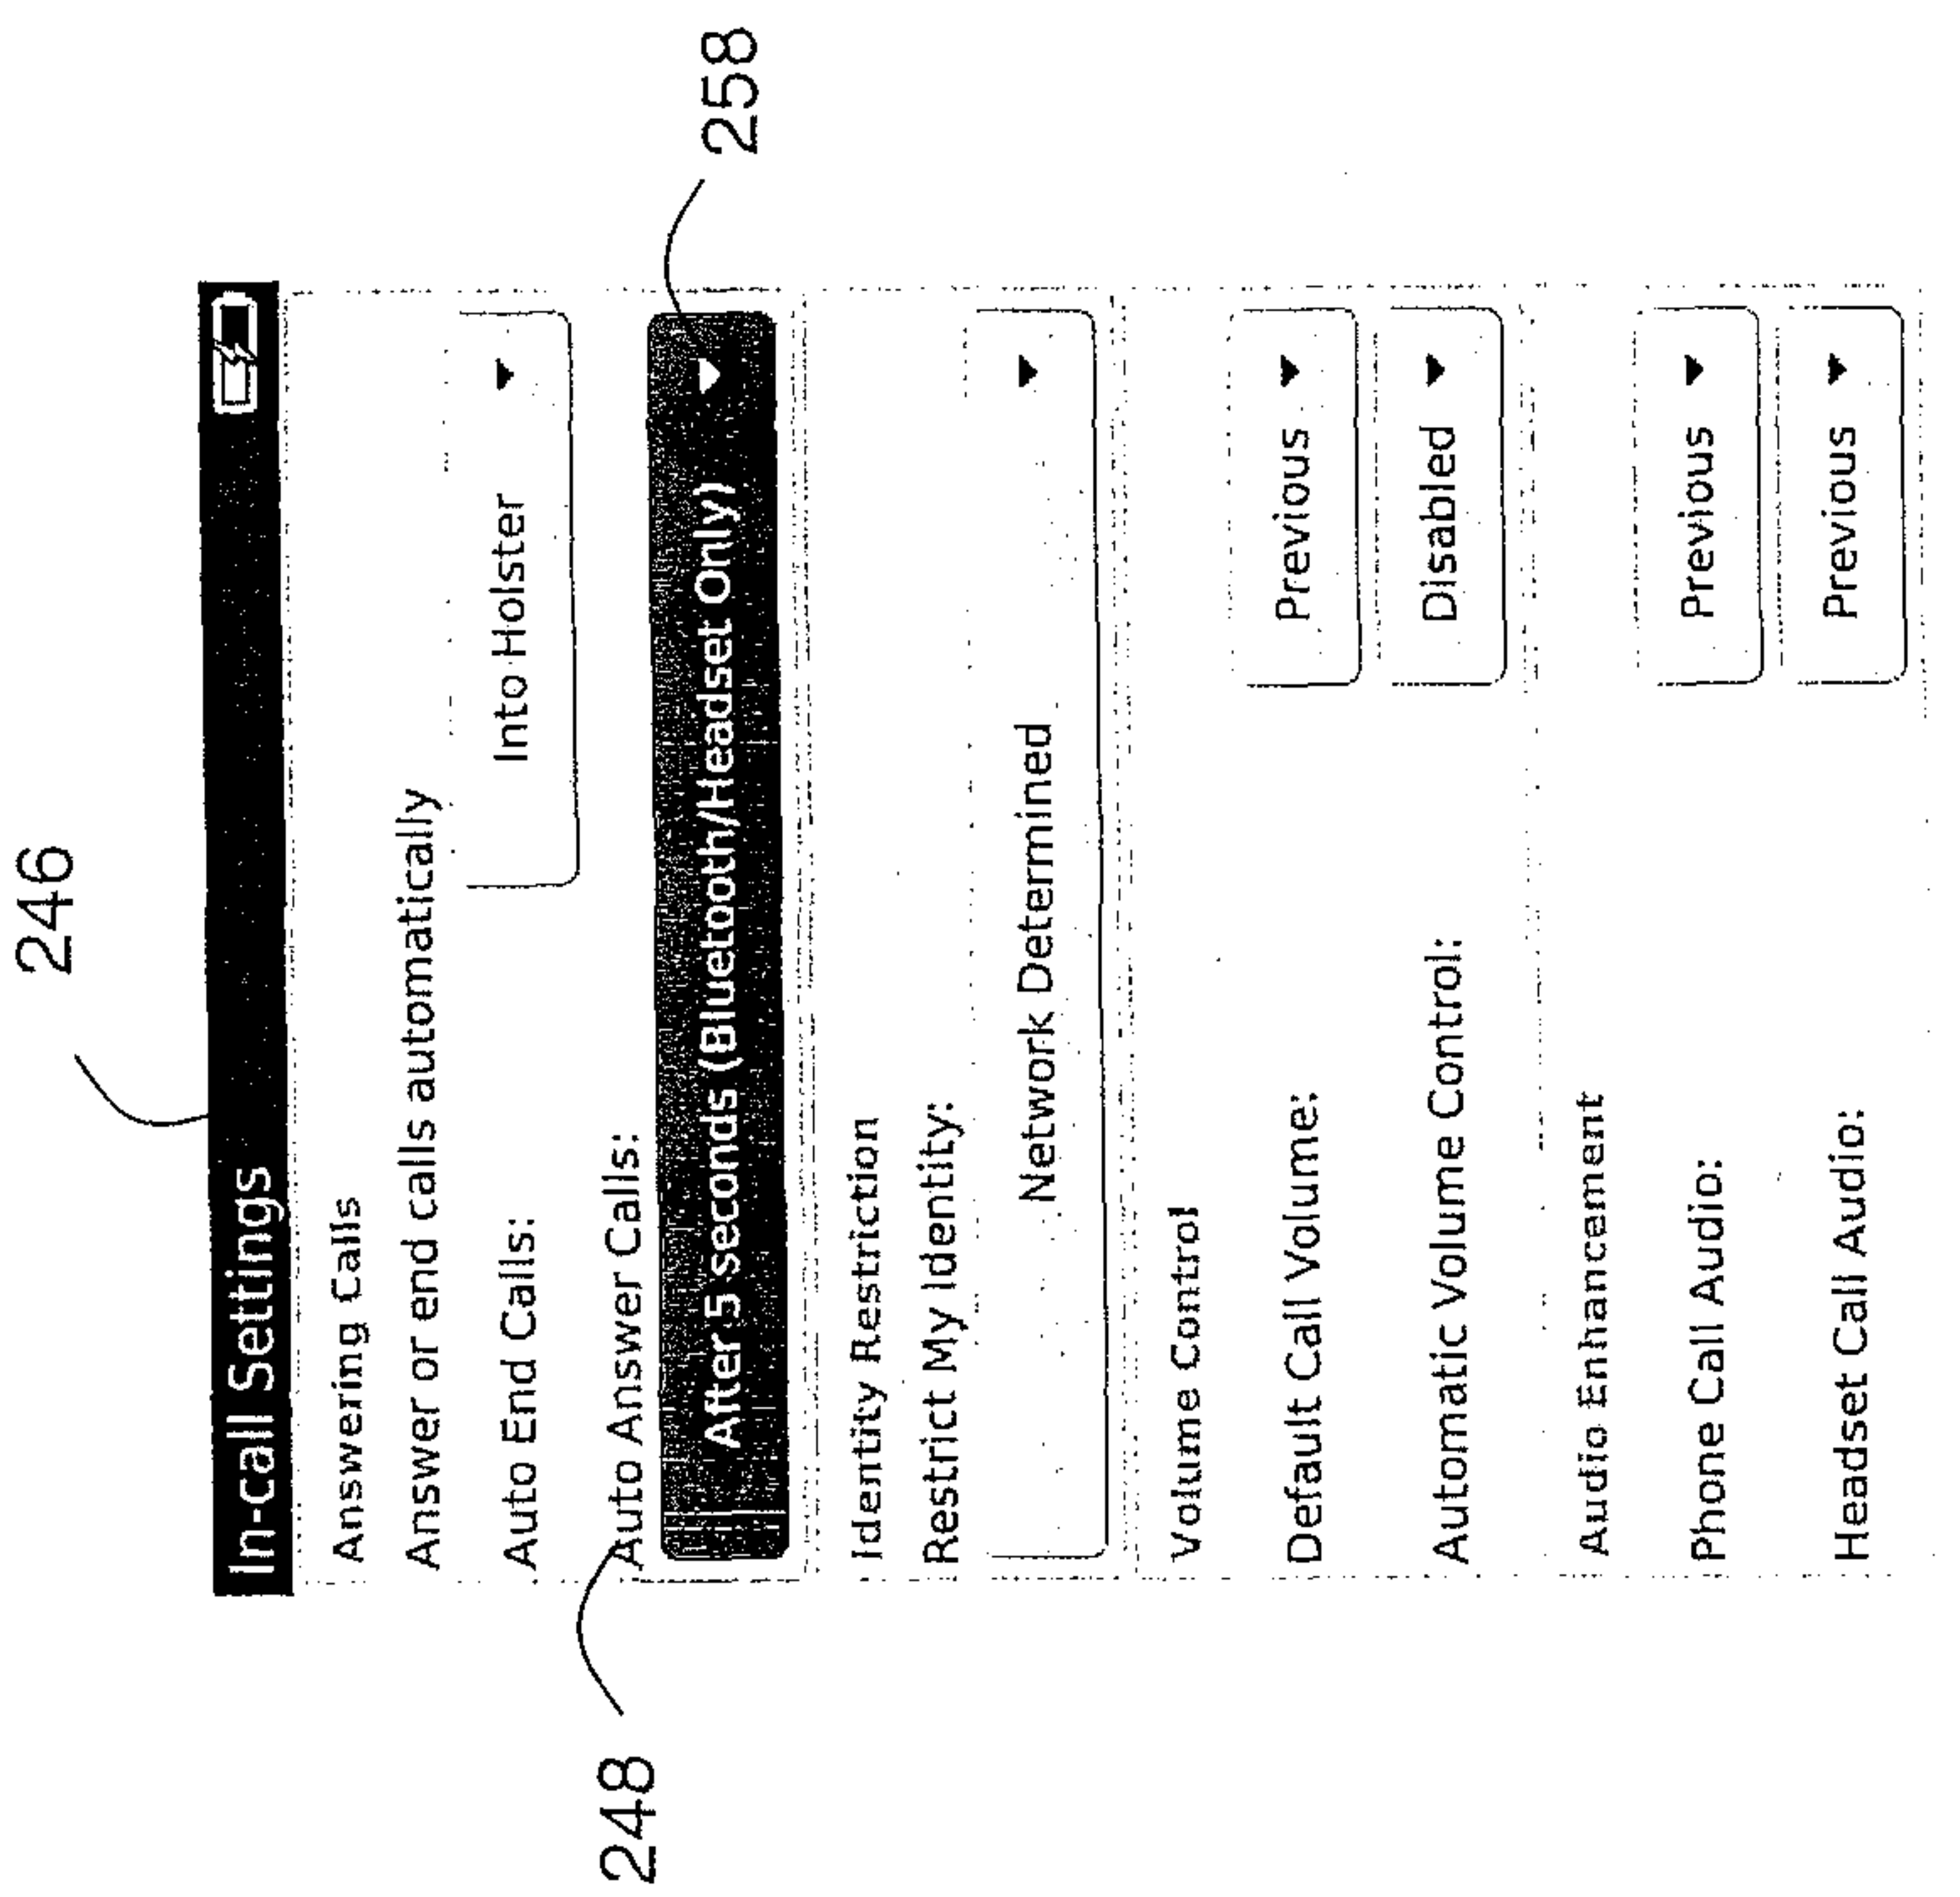 246
In-call Settings
Answering Calls
Answer or end calls automatically
Auto End Calls: Into Holster
248
Auto Answer Calls:
After 5 seconds (Bluetooth/Headset Only)
258
Identity Restriction
Restrict My Identity:
Network Determined
Volume Control
Default Call Volume: Previous
Automatic Volume Control: Disabled
Audio Enhancement
Phone Call Audio: Previous
Headset Call Audio: Previous